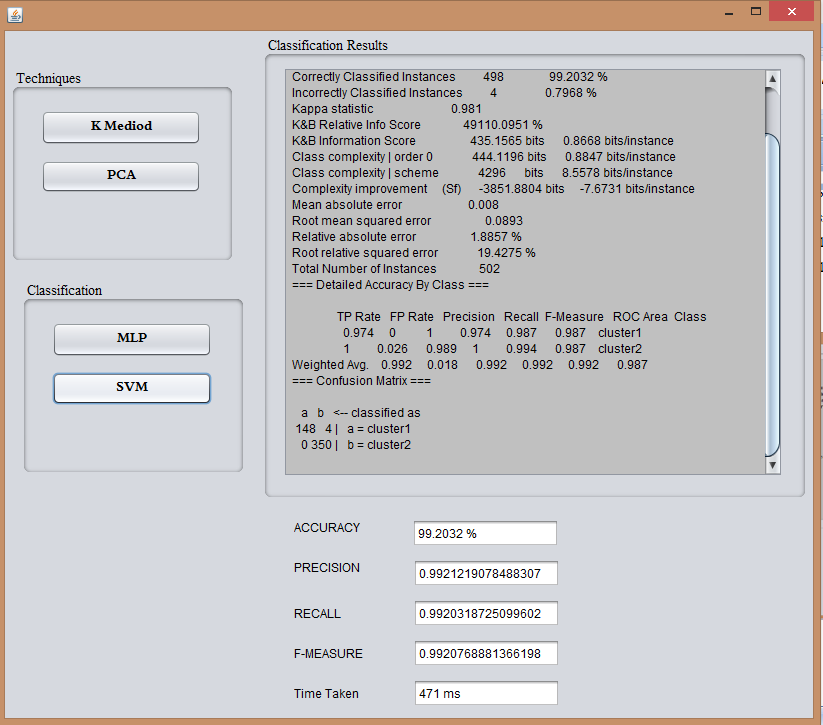 Classification Results
Techniques
K Mediod
PCA
Classification
MLP
SVM
Correctly Classified Instances 498 99.2032 %
Incorrectly Classified Instances 4 0.7968 %
Kappa statistic 0.981
K&B Relative Info Score 49110.0951 %
K&B Information Score 435.1565 bits 0.8668 bits/instance
Class complexity | order 0 444.1196 bits 0.8847 bits/instance
Class complexity | scheme 4296 bits 8.5578 bits/instance
Complexity improvement (Sf) -3851.8804 bits -7.6731 bits/instance
Mean absolute error 0.008
Root mean squared error 0.0893
Relative absolute error 1.8857 %
Root relative squared error 19.4275 %
Total Number of Instances 502
=== Detailed Accuracy By Class ===
TP Rate FP Rate Precision Recall F-Measure ROC Area Class
0.974 0 1 0.974 0.987 0.987 cluster1
1 0.026 0.989 1 0.994 0.987 cluster2
Weighted Avg. 0.992 0.018 0.992 0.992 0.992 0.987
=== Confusion Matrix ===
a b <-- classified as
148 4 | a = cluster1
0 350 | b = cluster2
ACCURACY 99.2032 %
PRECISION 0.9921219078488307
RECALL 0.9920318725099602
F-MEASURE 0.9920768881366198
Time Taken 471 ms